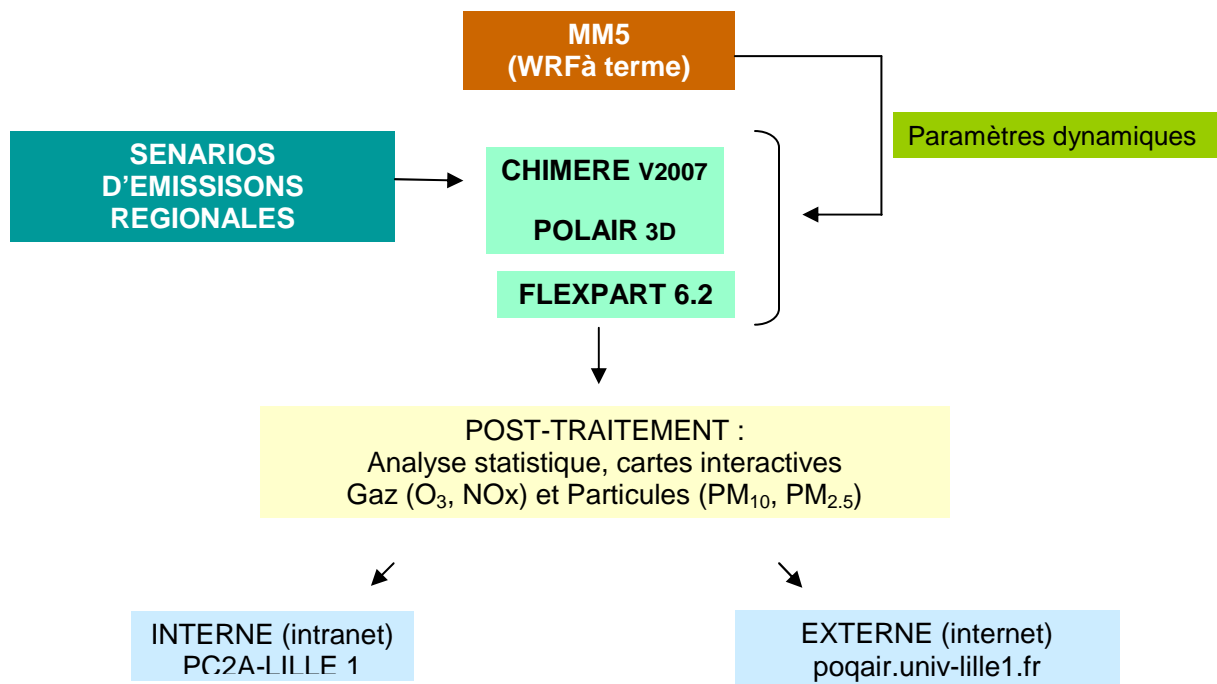 MM5
(WRFà terme)
Paramètres dynamiques
SENARIOS
D'EMISSISONS
REGIONALES
CHIMERE V2007
POLAIR 3D
FLEXPART 6.2
POST-TRAITEMENT :
Analyse statistique, cartes interactives
Gaz (O₃, NOx) et Particules (PM₁₀, PM₂.₅)
INTERNE (intranet)
PC2A-LILLE 1
EXTERNE (internet)
poqair.univ-lille1.fr